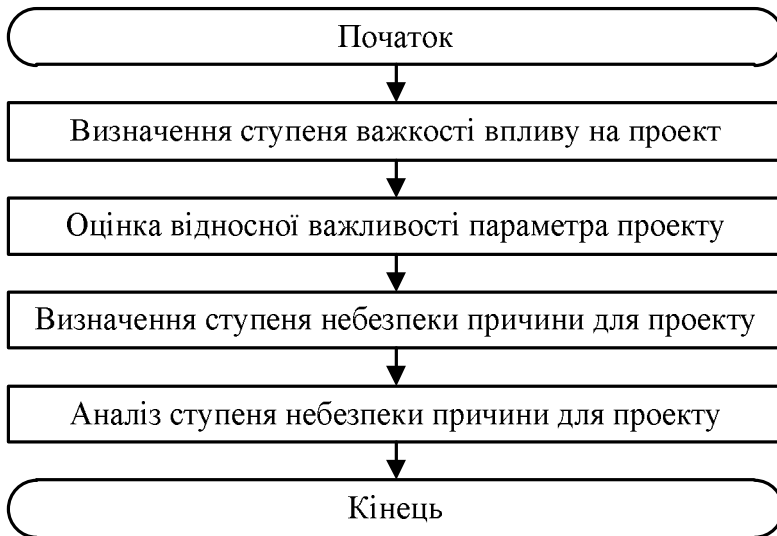 Початок
Визначення ступеня важкості впливу на проект
Оцінка відносної важливості параметра проекту
Визначення ступеня небезпеки причини для проекту
Аналіз ступеня небезпеки причини для проекту
Кінець